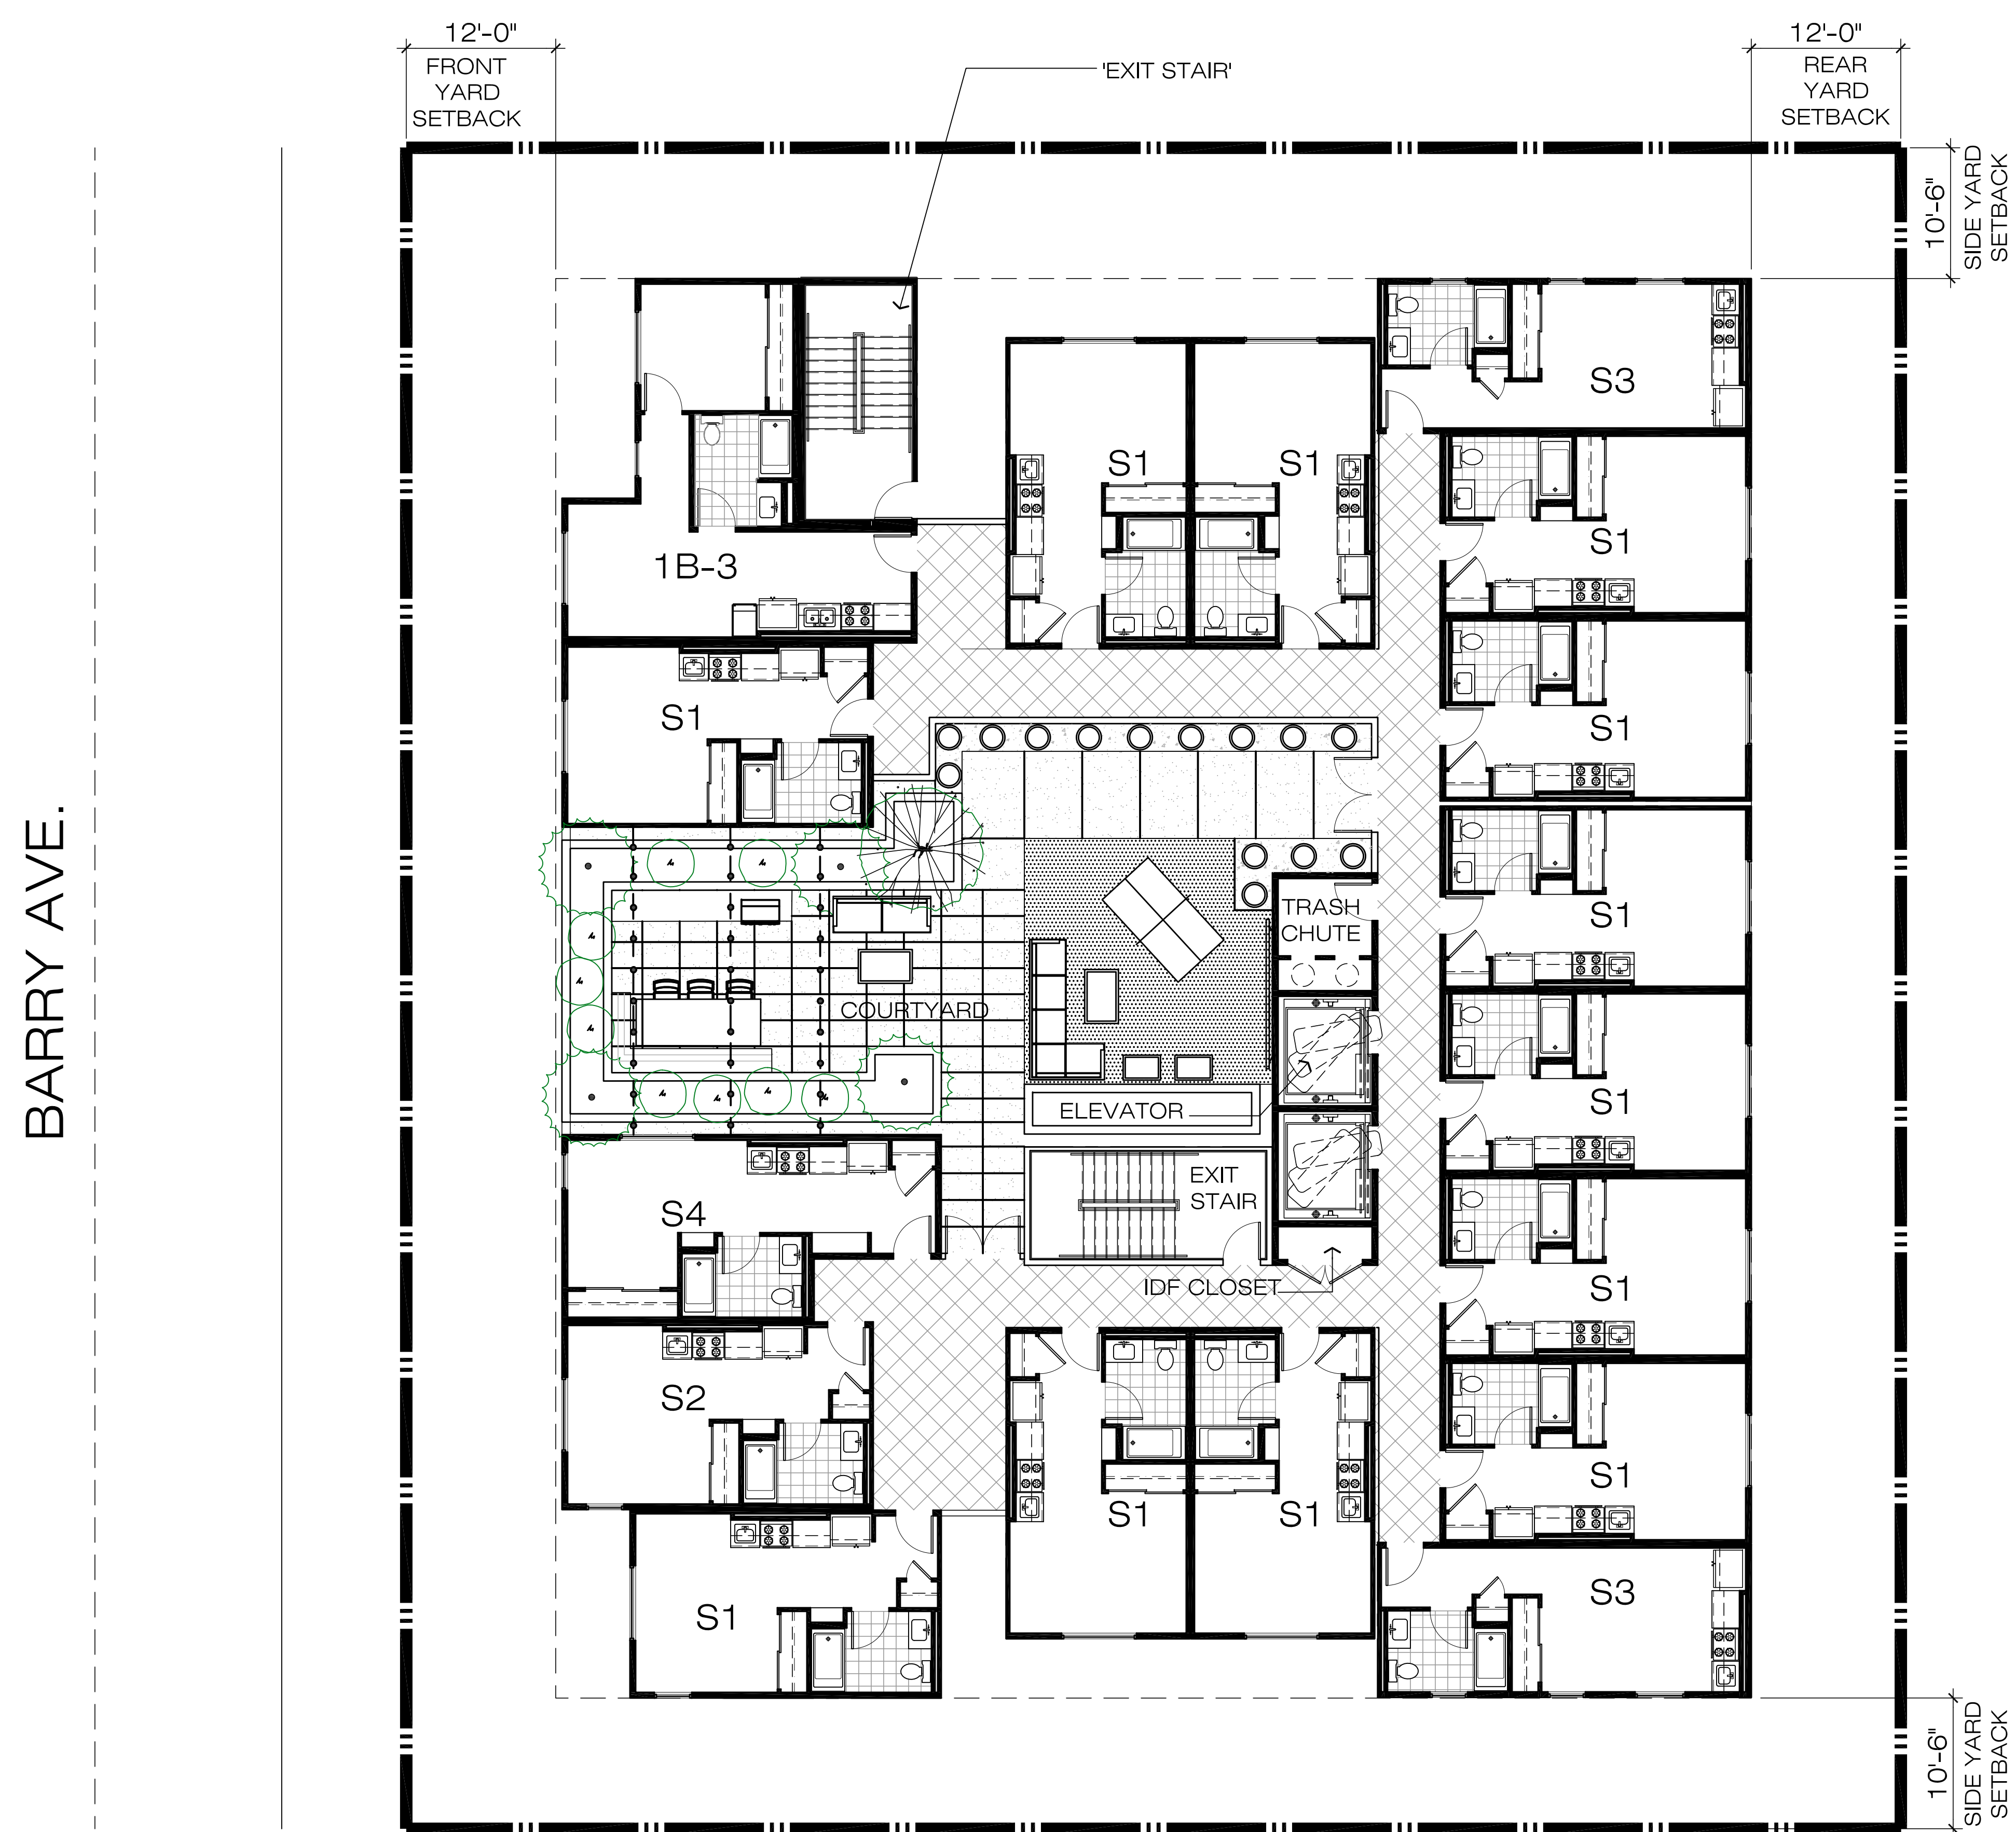 12'-0"
FRONT
YARD
SETBACK
'EXIT STAIR'
12'-0"
REAR
YARD
SETBACK
10'-6"
SIDE YARD
SETBACK
S3
S1
S1
S1
1B-3
S1
S1
BARRY AVE.
TRASH
CHUTE
S1
COURTYARD
ELEVATOR
S1
EXIT
STAIR
S4
IDF CLOSET
S1
S2
S1
S1
S1
S3
S1
10'-6"
SIDE YARD
SETBACK